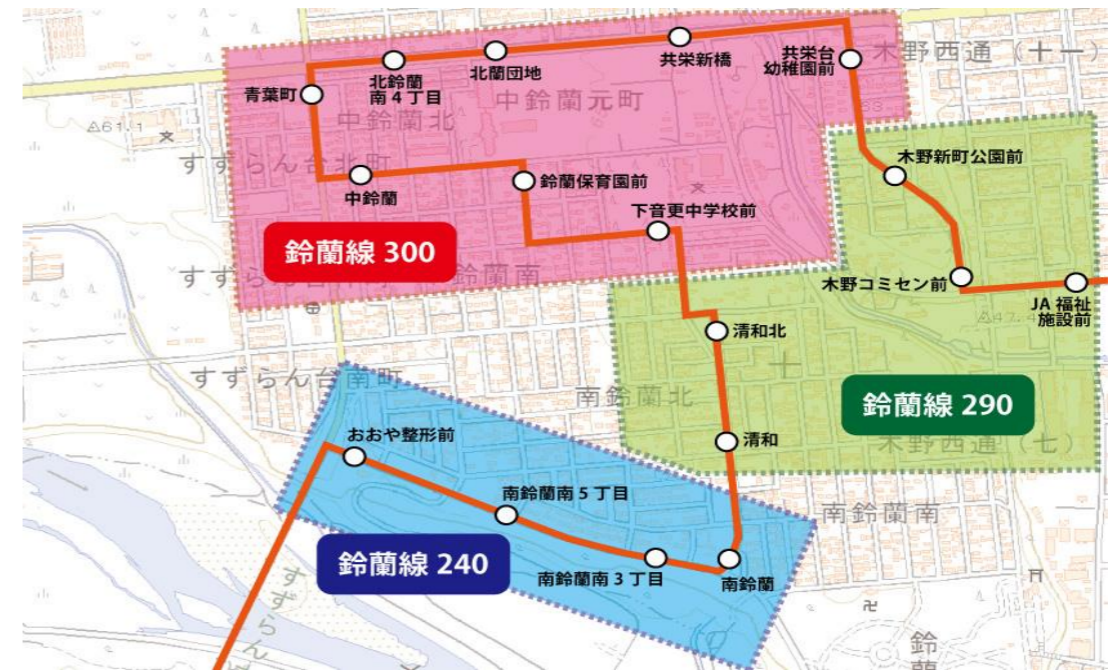 木野西通（十一）
北鈴蘭
南4丁目
北蘭団地
共栄新橋
共栄台
幼稚園前
青葉町
中鈴蘭元町
中鈴蘭北
61.1
すずらん台北町
中鈴蘭
鈴蘭保育園前
木野新町公園前
下音更中学校前
鈴蘭線 300
鈴蘭南
木野コミセン前
JA 福祉
施設前
清和北
すずらん台南町
南鈴蘭北
鈴蘭線 290
おおや整形前
清和
木野西通（七）
南鈴蘭南5丁目
南鈴蘭南
鈴蘭線 240
南鈴蘭南3丁目
南鈴蘭
すずらん
鈴